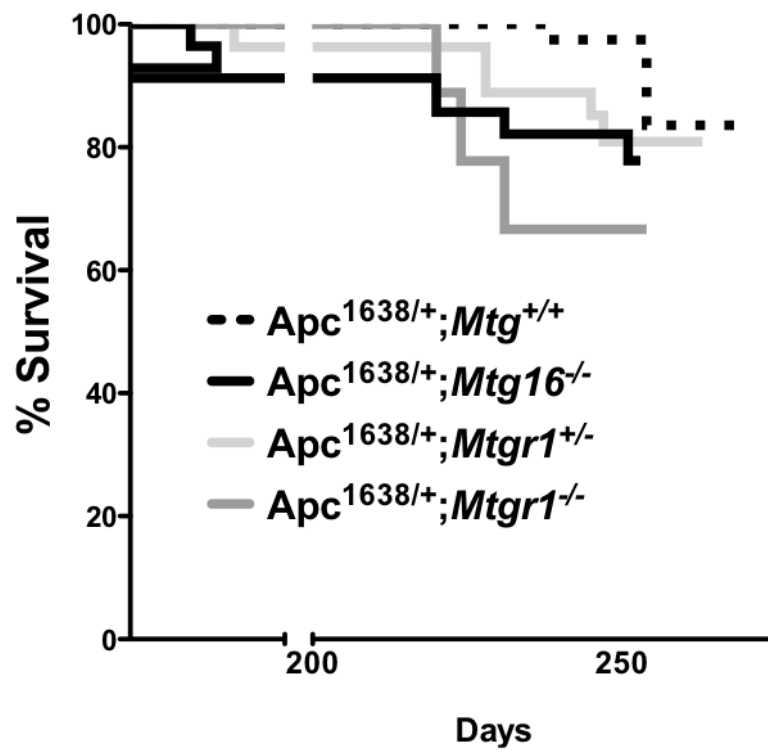 100
80
60
40
20
0
% Survival
Apc1638/+;Mtg+/+
Apc1638/+;Mtg16-/-
Apc1638/+;Mtgr1+/-
Apc1638/+;Mtgr1-/-
200 250
Days